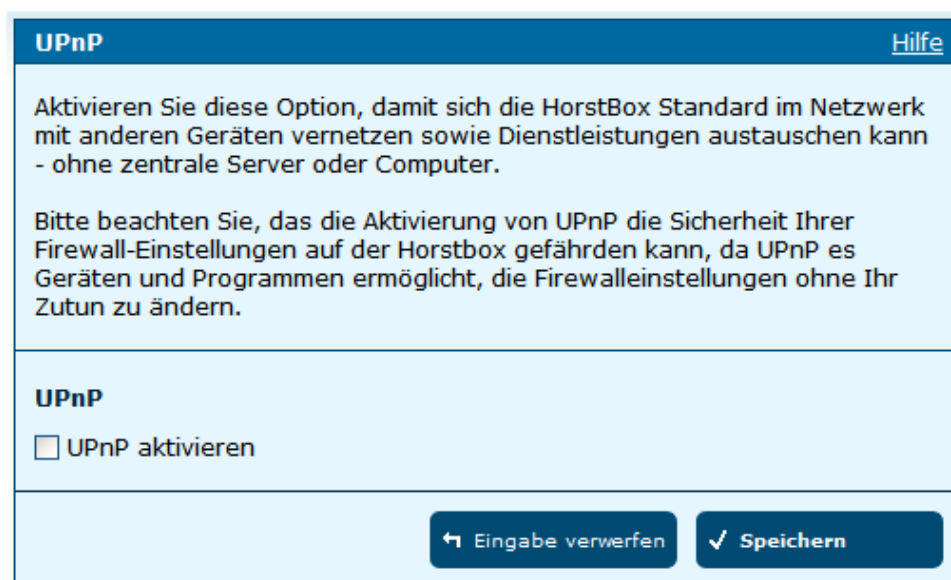 UPnP
Hilfe
Aktivieren Sie diese Option, damit sich die HorstBox Standard im Netzwerk
mit anderen Geräten vernetzen sowie Dienstleistungen austauschen kann
- ohne zentrale Server oder Computer.
Bitte beachten Sie, das die Aktivierung von UPnP die Sicherheit Ihrer
Firewall-Einstellungen auf der Horstbox gefährden kann, da UPnP es
Geräten und Programmen ermöglicht, die Firewalleinstellungen ohne Ihr
Zutun zu ändern.
UPnP
UPnP aktivieren
Eingabe verwerfen
Speichern